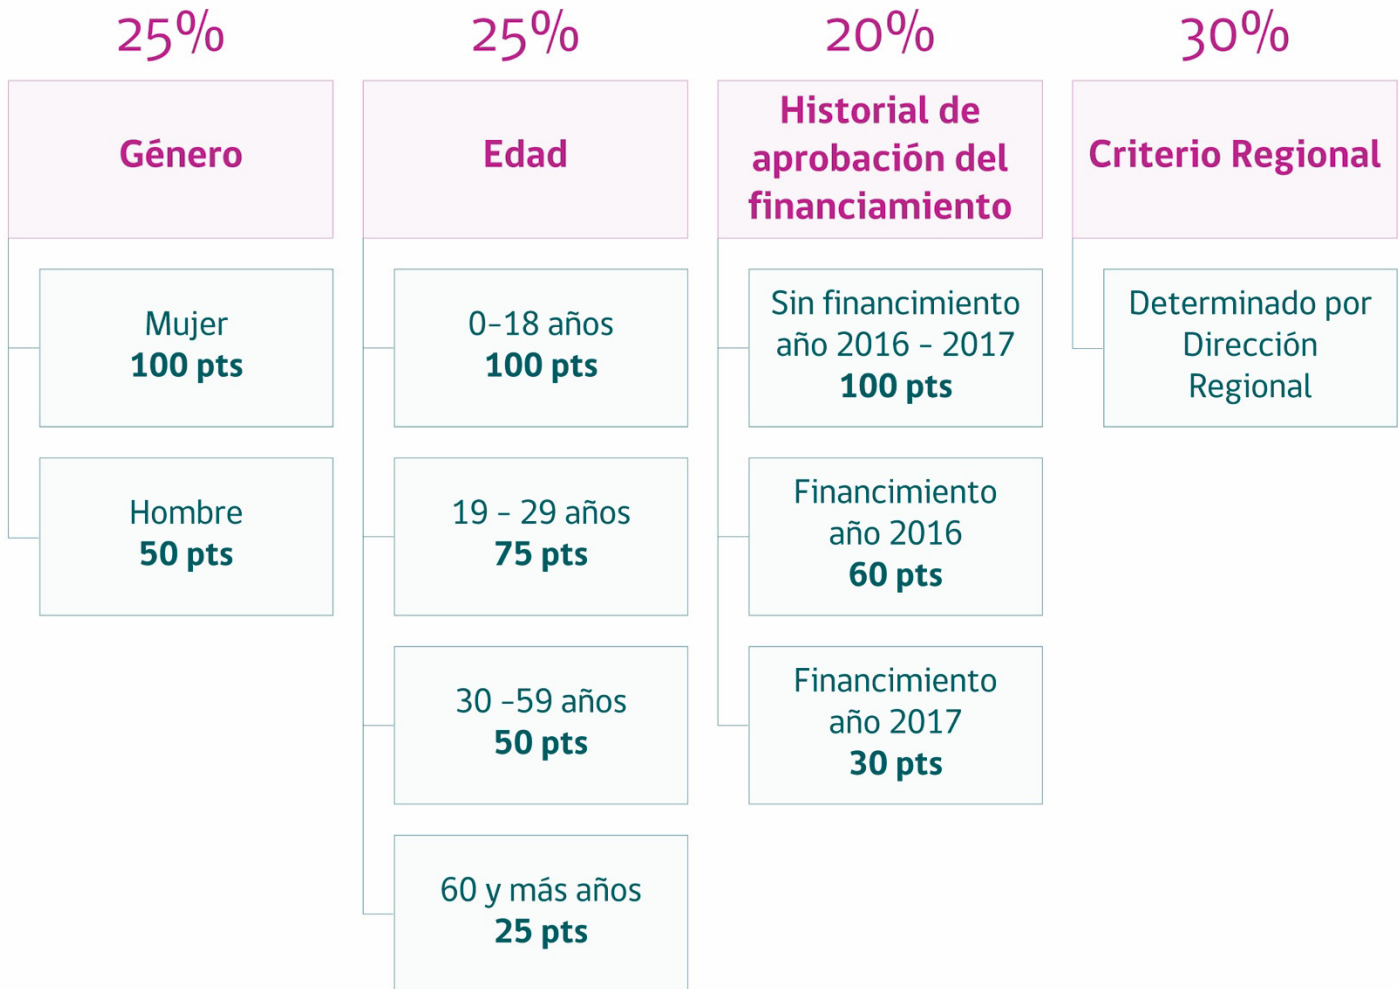 25%
Género
Mujer
100 pts
Hombre
50 pts
25%
Edad
0-18 años
100 pts
19 - 29 años
75 pts
30 -59 años
50 pts
60 y más años
25 pts
20%
Historial de
aprobación del
financiamiento
Sin financimiento
año 2016 - 2017
100 pts
Financimiento
año 2016
60 pts
Financimiento
año 2017
30 pts
30%
Criterio Regional
Determinado por
Dirección
Regional